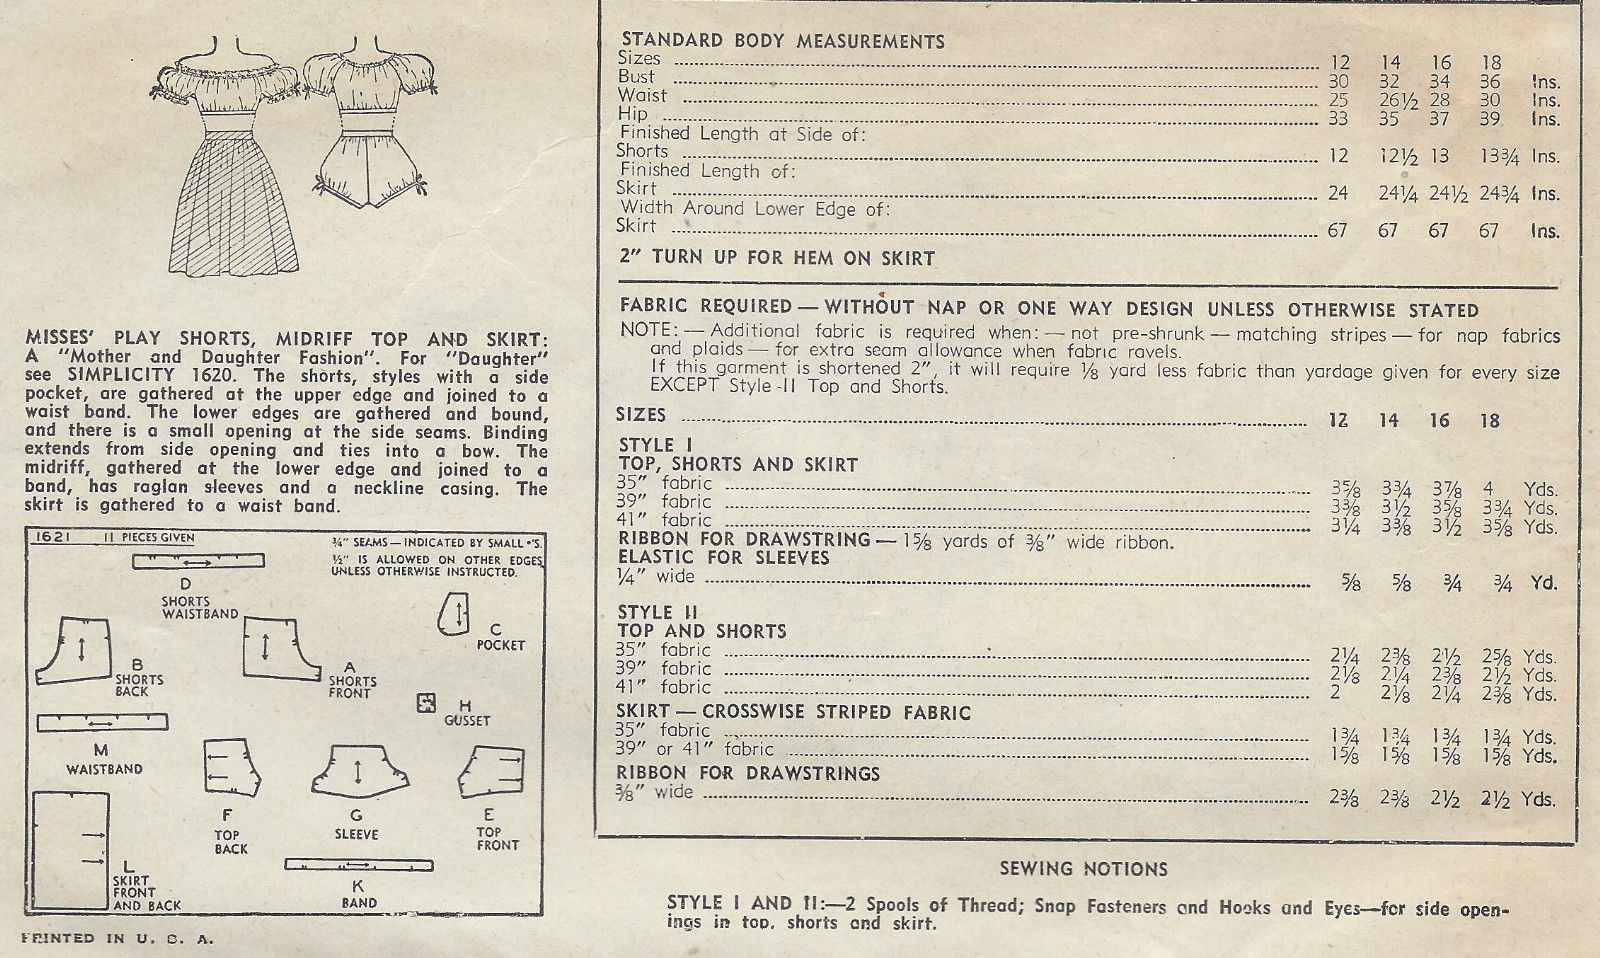 MISSES' PLAY SHORTS, MIDRIFF TOP AND SKIRT:
A "Mother and Daughter Fashion". For "Daughter"
see SIMPLICITY 1620. The shorts, styles with a side
pocket, are gathered at the upper edge and joined to a
waist band. The lower edges are gathered and bound,
and there is a small opening at the side seams. Binding
extends from side opening and ties into a bow. The
midriff, gathered at the lower edge and joined to a
band, has raglan sleeves and a neckline casing. The
skirt is gathered to a waist band.
1621 11 PIECES GIVEN
¾" SEAMS—INDICATED BY SMALL •'S.
½" IS ALLOWED ON OTHER EDGES
UNLESS OTHERWISE INSTRUCTED.
D
SHORTS
WAISTBAND
C
POCKET
B
SHORTS
BACK
A
SHORTS
FRONT
H
GUSSET
M
WAISTBAND
F
TOP
BACK
G
SLEEVE
E
TOP
FRONT
L
SKIRT
FRONT
AND BACK
K
BAND
PRINTED IN U. S. A.
STANDARD BODY MEASUREMENTS
Sizes 12 14 16 18
Bust 30 32 34 36 Ins.
Waist 25 26½ 28 30 Ins.
Hip 33 35 37 39 Ins.
Finished Length at Side of:
Shorts 12 12½ 13 13¾ Ins.
Finished Length of:
Skirt 24 24¼ 24½ 24¾ Ins.
Width Around Lower Edge of:
Skirt 67 67 67 67 Ins.
2" TURN UP FOR HEM ON SKIRT
FABRIC REQUIRED — WITHOUT NAP OR ONE WAY DESIGN UNLESS OTHERWISE STATED
NOTE: — Additional fabric is required when: — not pre-shrunk — matching stripes — for nap fabrics
and plaids — for extra seam allowance when fabric ravels.
If this garment is shortened 2", it will require ⅛ yard less fabric than yardage given for every size
EXCEPT Style -II Top and Shorts.
SIZES 12 14 16 18
STYLE I
TOP, SHORTS AND SKIRT
35" fabric 3⅝ 3¾ 3⅞ 4 Yds.
39" fabric 3⅜ 3½ 3⅝ 3¾ Yds.
41" fabric 3¼ 3⅜ 3½ 3⅝ Yds.
RIBBON FOR DRAWSTRING — 1⅝ yards of ⅜" wide ribbon.
ELASTIC FOR SLEEVES
¼" wide ⅝ ⅝ ¾ ¾ Yd.
STYLE II
TOP AND SHORTS
35" fabric 2¼ 2⅜ 2½ 2⅝ Yds.
39" fabric 2⅛ 2¼ 2⅜ 2½ Yds.
41" fabric 2 2⅛ 2¼ 2⅜ Yds.
SKIRT — CROSSWISE STRIPED FABRIC
35" fabric 1¾ 1¾ 1¾ 1¾ Yds.
39" or 41" fabric 1⅝ 1⅝ 1⅝ 1⅝ Yds.
RIBBON FOR DRAWSTRINGS
⅜" wide 2⅜ 2⅜ 2½ 2½ Yds.
SEWING NOTIONS
STYLE I AND II:—2 Spools of Thread; Snap Fasteners and Hooks and Eyes—for side open-
ings in top, shorts and skirt.